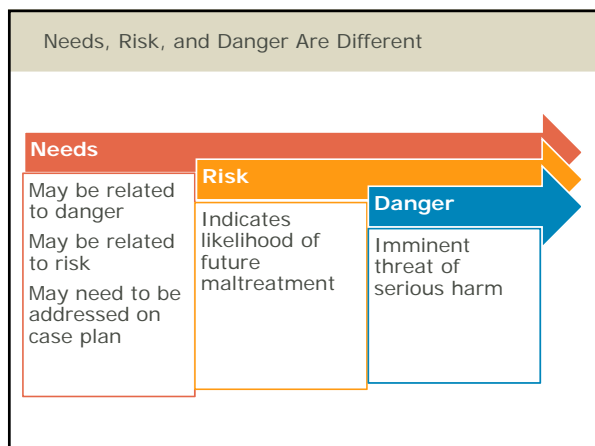 Needs, Risk, and Danger Are Different
Needs
May be related
to danger
May be related
to risk
May need to be
addressed on
case plan
Risk
Indicates
likelihood of
future
maltreatment
Danger
Imminent
threat of
serious harm